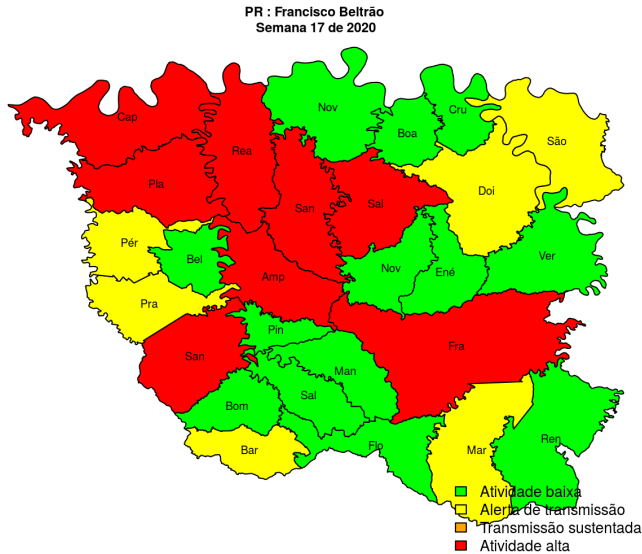 PR : Francisco Beltrão
Semana 17 de 2020
Nov
Cru
Cap
Boa
São
Rea
Pla
Doi
San
Sal
Pér
Bel
Ver
Nov
Ené
Amp
Pra
Pin
Fra
San
Man
Sal
Bom
Flo
Ren
Bar
Mar
Atividade baixa
Alerta de transmissão
Transmissão sustentada
Atividade alta